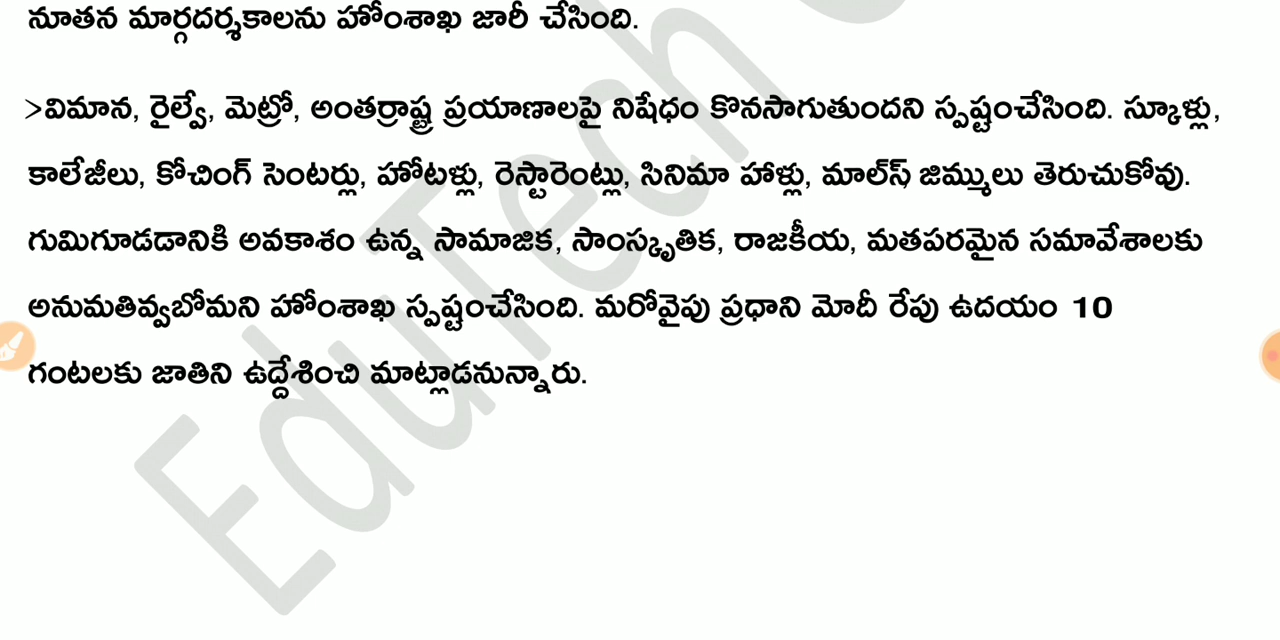 నూతన మార్గదర్శకాలను హోంశాఖ జారీ చేసింది.
>విమాన, రైల్వే, మెట్రో, అంతర్రాష్ట్ర ప్రయాణాలపై నిషేధం కొనసాగుతుందని స్పష్టంచేసింది. స్కూళ్లు,
కాలేజీలు, కోచింగ్ సెంటర్లు, హోటళ్లు, రెస్టారెంట్లు, సినిమా హాళ్లు, మాల్స్ జిమ్ములు తెరుచుకోవు.
గుమిగూడడానికి అవకాశం ఉన్న సామాజిక, సాంస్కృతిక, రాజకీయ, మతపరమైన సమావేశాలకు
అనుమతివ్వబోమని హోంశాఖ స్పష్టంచేసింది. మరోవైపు ప్రధాని మోదీ రేపు ఉదయం 10
గంటలకు జాతిని ఉద్దేశించి మాట్లాడనున్నారు.
EduTech